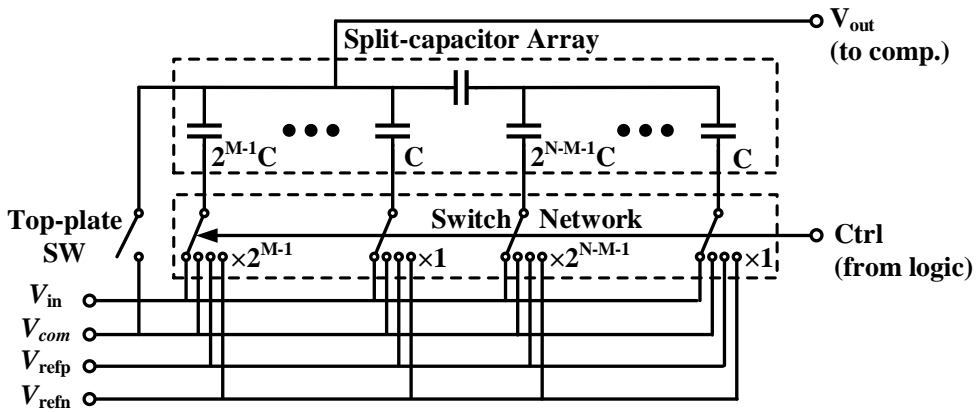 V_out
(to comp.)
Split-capacitor Array
2^{M-1}C
C
2^{N-M-1}C
C
Top-plate
SW
Switch Network
Ctrl
(from logic)
×2^{M-1}
×1
×2^{N-M-1}
×1
V_in
V_com
V_refp
V_refn